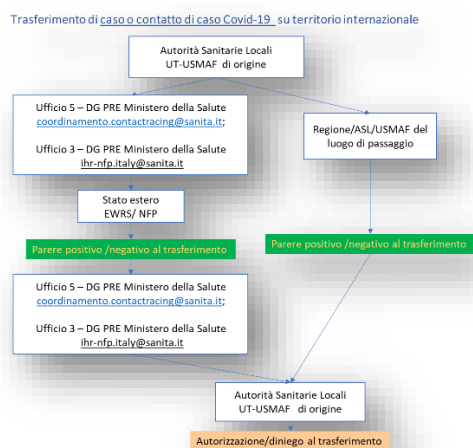 Trasferimento di caso o contatto di caso Covid-19 su territorio internazionale
Autorità Sanitarie Locali
UT-USMAF di origine
Ufficio 5 – DG PRE Ministero della Salute
coordinamento.contactracing@sanita.it;
Ufficio 3 – DG PRE Ministero della Salute
ihr-nfp.italy@sanita.it
Regione/ASL/USMAF del
luogo di passaggio
Stato estero
EWRS/ NFP
Parere positivo /negativo al trasferimento
Parere positivo /negativo al trasferimento
Ufficio 5 – DG PRE Ministero della Salute
coordinamento.contactracing@sanita.it;
Ufficio 3 – DG PRE Ministero della Salute
ihr-nfp.italy@sanita.it
Autorità Sanitarie Locali
UT-USMAF di origine
Autorizzazione/diniego al trasferimento